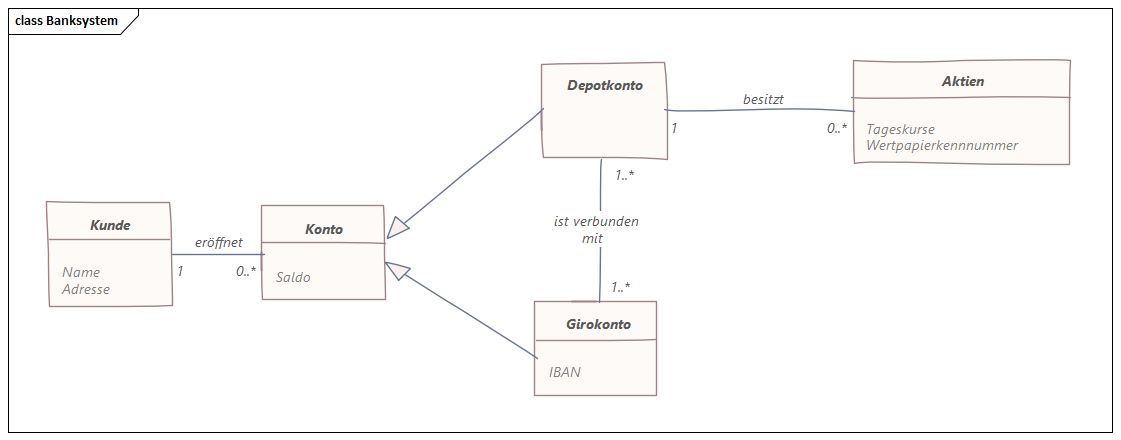 class Banksystem
Depotkonto
Aktien
Tageskurse
Wertpapierkennnummer
besitzt
1
0..*
1..*
ist verbunden
mit
1..*
Kunde
Name
Adresse
eröffnet
1
0..*
Konto
Saldo
Girokonto
IBAN